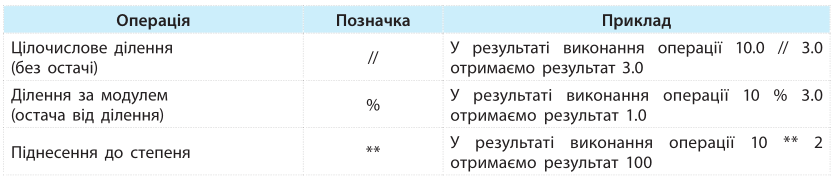 Операція Позначка Приклад
Цілочислове ділення
(без остачі)
//
У результаті виконання операції 10.0 // 3.0
отримаємо результат 3.0
Ділення за модулем
(остача від ділення)
%
У результаті виконання операції 10 % 3.0
отримаємо результат 1.0
Піднесення до степеня
**
У результаті виконання операції 10 ** 2
отримаємо результат 100